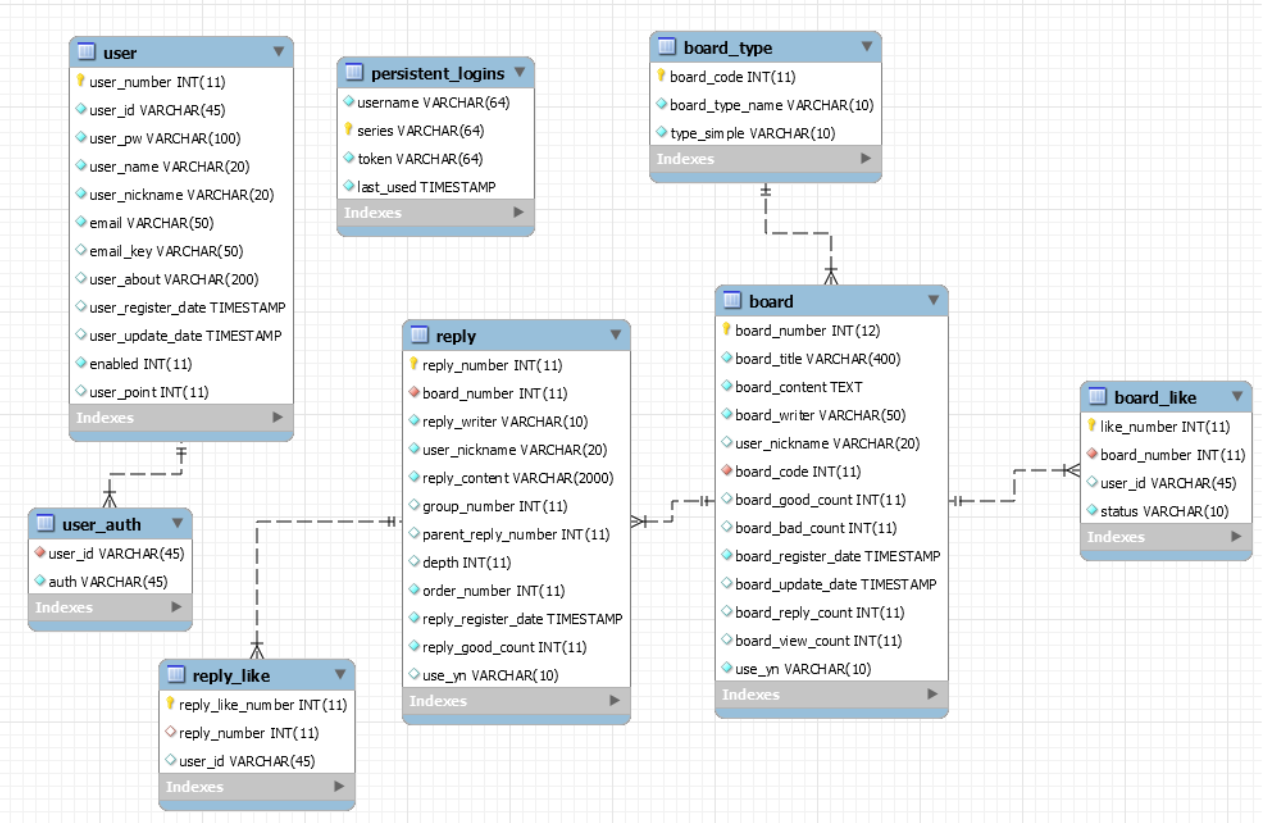 user
user_number INT(11)
user_id VARCHAR(45)
user_pw VARCHAR(100)
user_name VARCHAR(20)
user_nickname VARCHAR(20)
email VARCHAR(50)
email_key VARCHAR(50)
user_about VARCHAR(200)
user_register_date TIMESTAMP
user_update_date TIMESTAMP
enabled INT(11)
user_point INT(11)
Indexes
persistent_logins
username VARCHAR(64)
series VARCHAR(64)
token VARCHAR(64)
last_used TIMESTAMP
Indexes
board_type
board_code INT(11)
board_type_name VARCHAR(10)
type_simple VARCHAR(10)
Indexes
user_auth
user_id VARCHAR(45)
auth VARCHAR(45)
Indexes
reply
reply_number INT(11)
board_number INT(11)
reply_writer VARCHAR(10)
user_nickname VARCHAR(20)
reply_content VARCHAR(2000)
group_number INT(11)
parent_reply_number INT(11)
depth INT(11)
order_number INT(11)
reply_register_date TIMESTAMP
reply_good_count INT(11)
use_yn VARCHAR(10)
Indexes
board
board_number INT(12)
board_title VARCHAR(400)
board_content TEXT
board_writer VARCHAR(50)
user_nickname VARCHAR(20)
board_code INT(11)
board_good_count INT(11)
board_bad_count INT(11)
board_register_date TIMESTAMP
board_update_date TIMESTAMP
board_reply_count INT(11)
board_view_count INT(11)
use_yn VARCHAR(10)
Indexes
board_like
like_number INT(11)
board_number INT(11)
user_id VARCHAR(45)
status VARCHAR(10)
Indexes
reply_like
reply_like_number INT(11)
reply_number INT(11)
user_id VARCHAR(45)
Indexes